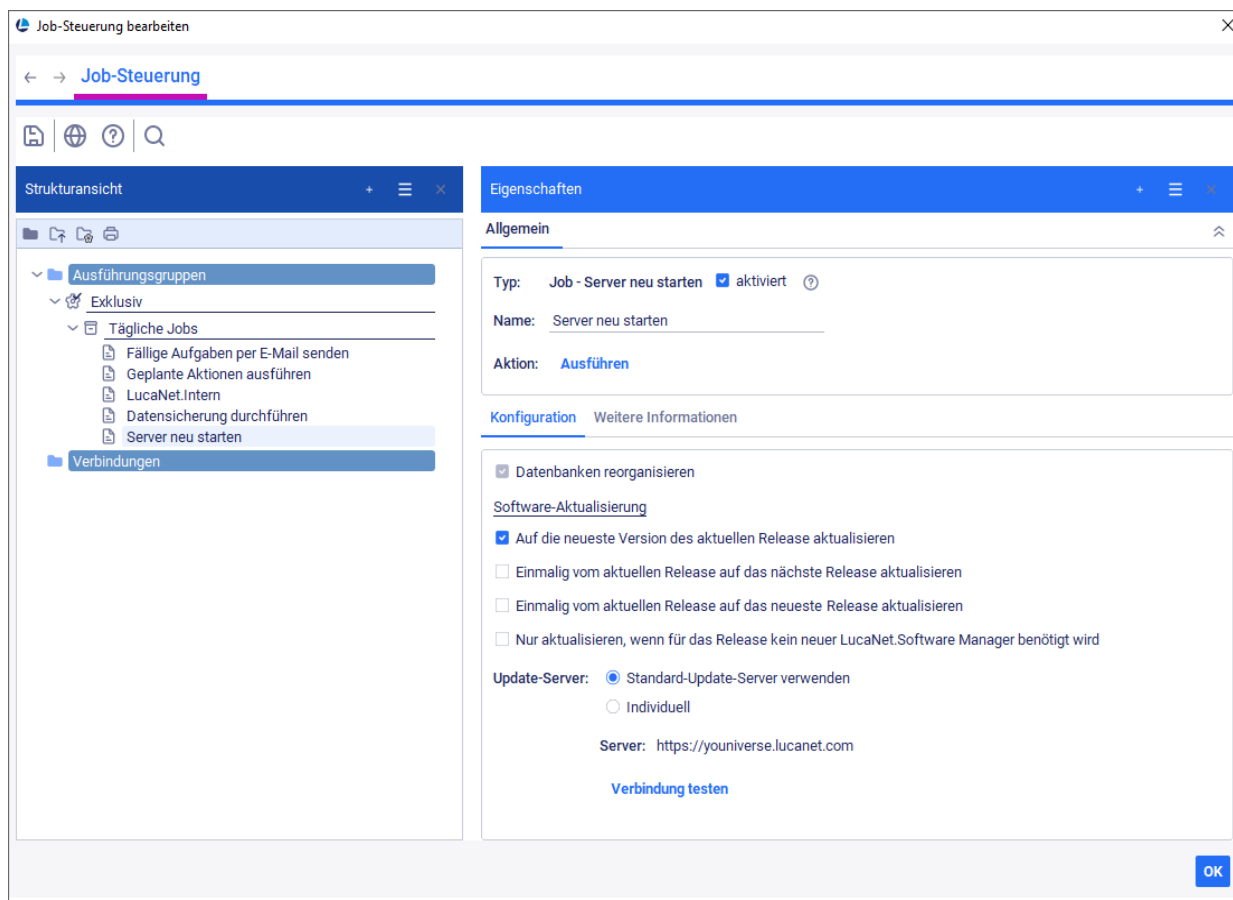 Job-Steuerung bearbeiten
Job-Steuerung
Strukturansicht
Ausführungsgruppen
Exklusiv
Tägliche Jobs
Fällige Aufgaben per E-Mail senden
Geplante Aktionen ausführen
LucaNet.Intern
Datensicherung durchführen
Server neu starten
Verbindungen
Eigenschaften
Allgemein
Typ: Job - Server neu starten aktiviert
Name: Server neu starten
Aktion: Ausführen
Konfiguration Weitere Informationen
Datenbanken reorganisieren
Software-Aktualisierung
Auf die neueste Version des aktuellen Release aktualisieren
Einmalig vom aktuellen Release auf das nächste Release aktualisieren
Einmalig vom aktuellen Release auf das neueste Release aktualisieren
Nur aktualisieren, wenn für das Release kein neuer LucaNet.Software Manager benötigt wird
Update-Server: Standard-Update-Server verwenden
Individuell
Server: https://youniverse.lucanet.com
Verbindung testen
OK